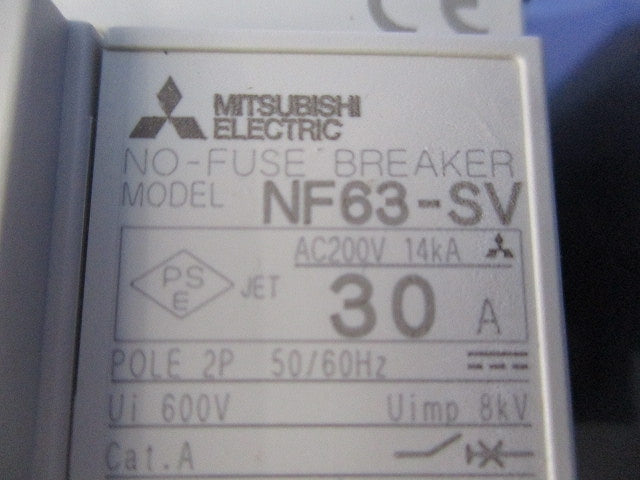 CE
MITSUBISHI
ELECTRIC
NO-FUSE BREAKER
MODEL NF63-SV
AC200V 14kA
PS
E
JET
30 A
POLE 2P 50/60Hz
Ui 600V Uimp 8kV
Cat.A